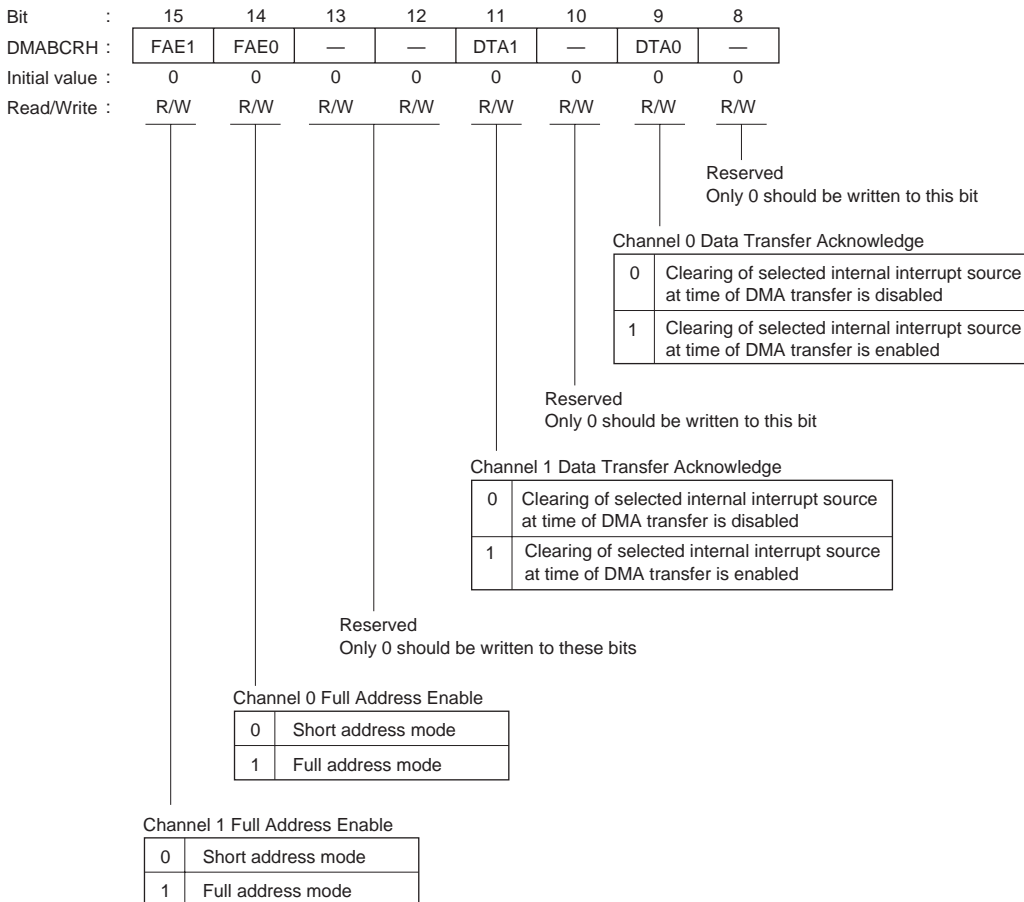 Bit : 15 14 13 12 11 10 9 8
DMABCRH : FAE1 FAE0 — — DTA1 — DTA0 —
Initial value : 0 0 0 0 0 0 0 0
Read/Write : R/W R/W R/W R/W R/W R/W R/W R/W
Reserved
Only 0 should be written to this bit
Channel 0 Data Transfer Acknowledge
0 Clearing of selected internal interrupt source
at time of DMA transfer is disabled
1 Clearing of selected internal interrupt source
at time of DMA transfer is enabled
Reserved
Only 0 should be written to this bit
Channel 1 Data Transfer Acknowledge
0 Clearing of selected internal interrupt source
at time of DMA transfer is disabled
1 Clearing of selected internal interrupt source
at time of DMA transfer is enabled
Reserved
Only 0 should be written to these bits
Channel 0 Full Address Enable
0 Short address mode
1 Full address mode
Channel 1 Full Address Enable
0 Short address mode
1 Full address mode